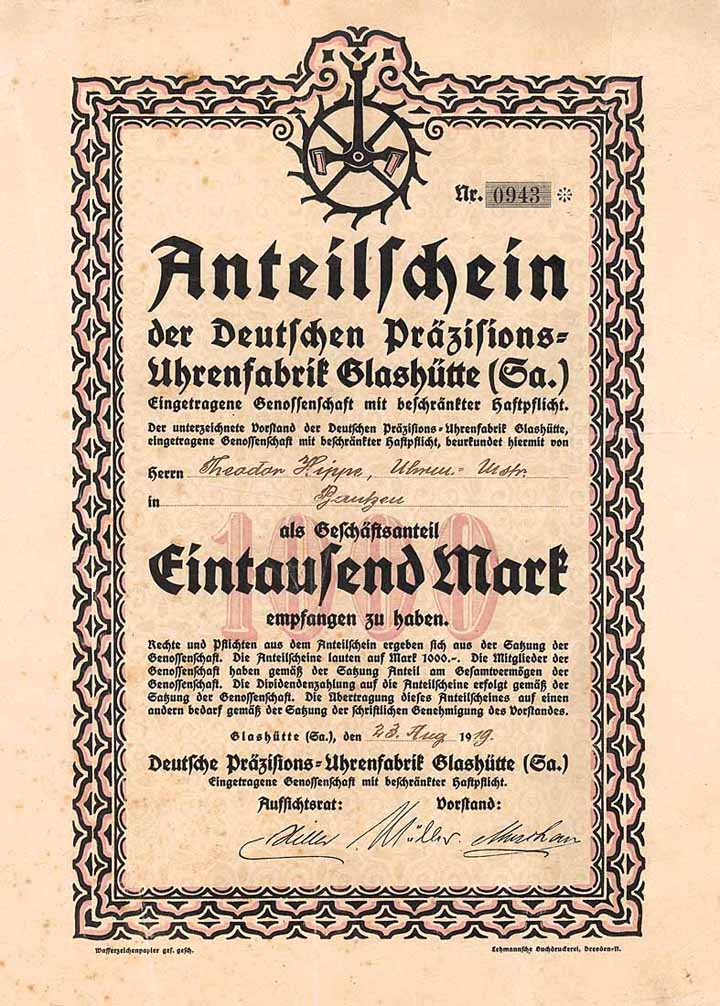 Nr. 0943
Anteilschein
der Deutschen Präzisions-
Uhrenfabrik Glashütte (Sa.)
Eingetragene Genossenschaft mit beschränkter Haftpflicht.
Der unterzeichnete Vorstand der Deutschen Präzisions-Uhrenfabrik Glashütte,
eingetragene Genossenschaft mit beschränkter Haftpflicht, beurkundet hiermit von
Herrn Theodor Hippe, Uhrm.-Mstr.
in Bautzen
als Geschäftsanteil
1000
Eintausend Mark
empfangen zu haben.
Rechte und Pflichten aus dem Anteilschein ergeben sich aus der Satzung der
Genossenschaft. Die Anteilscheine lauten auf Mark 1000.-. Die Mitglieder der
Genossenschaft haben gemäß der Satzung Anteil am Gesamtvermögen der
Genossenschaft. Die Dividendenzahlung auf die Anteilscheine erfolgt gemäß der
Satzung der Genossenschaft. Die Übertragung dieses Anteilscheines auf einen
andern bedarf gemäß der Satzung der schriftlichen Genehmigung des Vorstandes.
Glashütte (Sa.), den 23. Aug 1919.
Deutsche Präzisions-Uhrenfabrik Glashütte (Sa.)
Eingetragene Genossenschaft mit beschränkter Haftpflicht.
Aufsichtsrat: Vorstand:
Müller
Wasserzeichenpapier ges. gesch. Lehmannsche Buchdruckerei, Dresden-N.